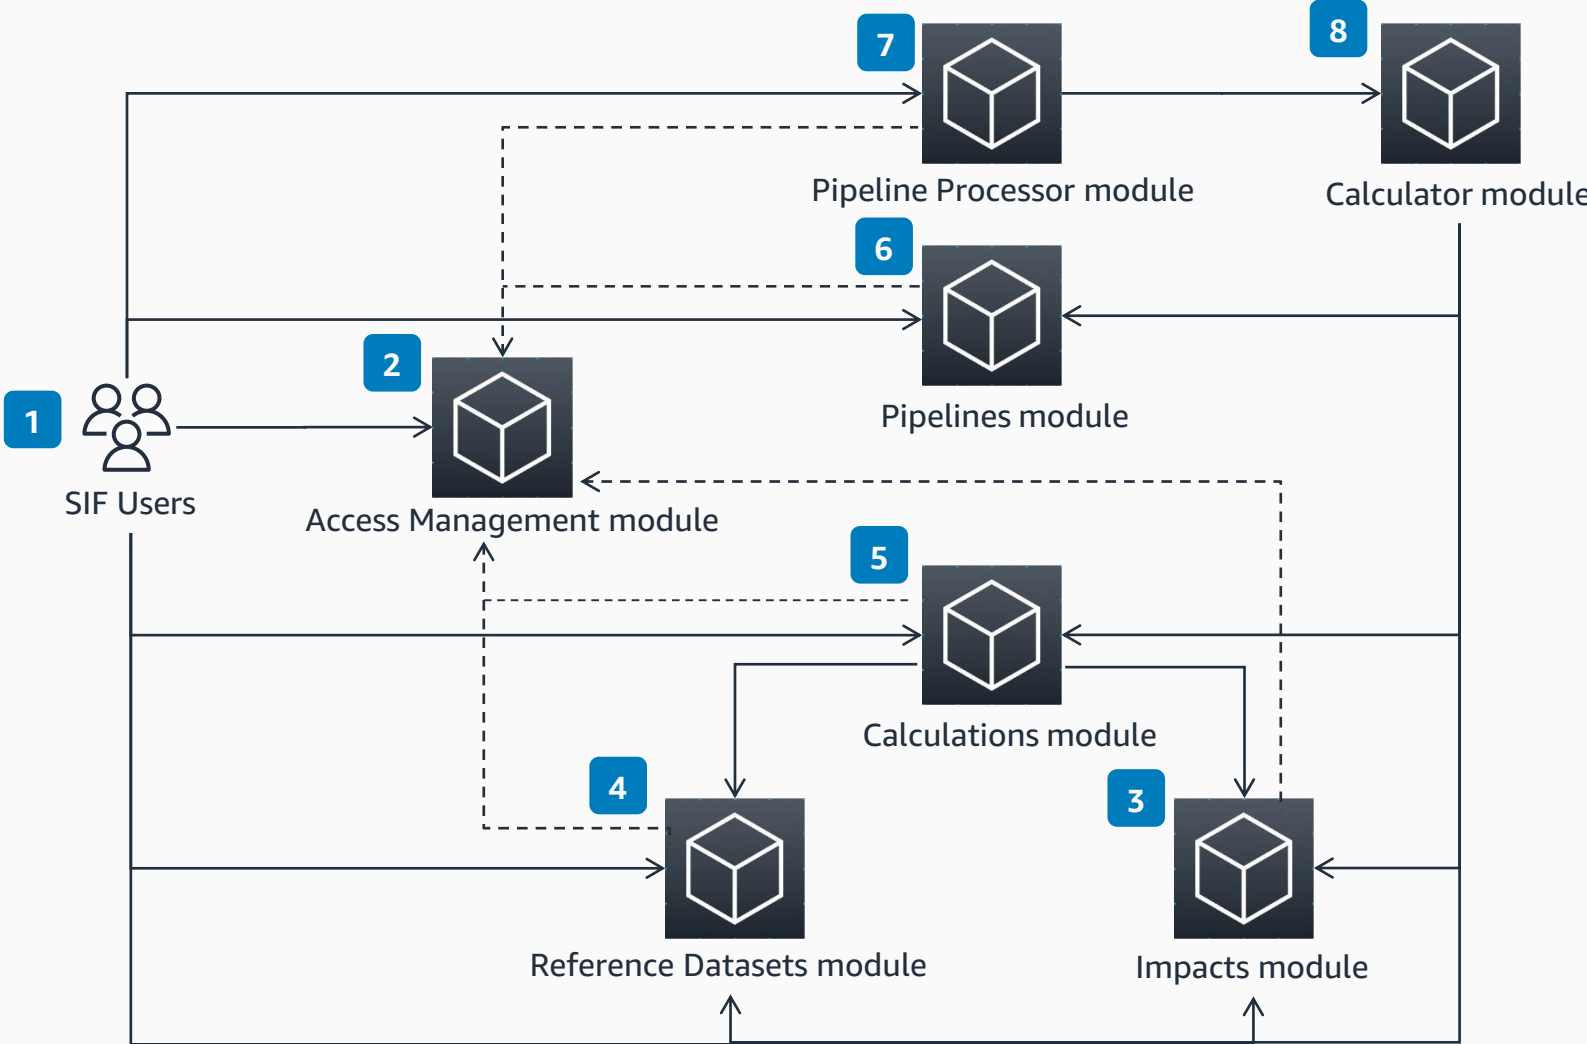 7
8
Pipeline Processor module
Calculator module
6
2
1
Pipelines module
SIF Users
Access Management module
5
Calculations module
4
3
Reference Datasets module
Impacts module